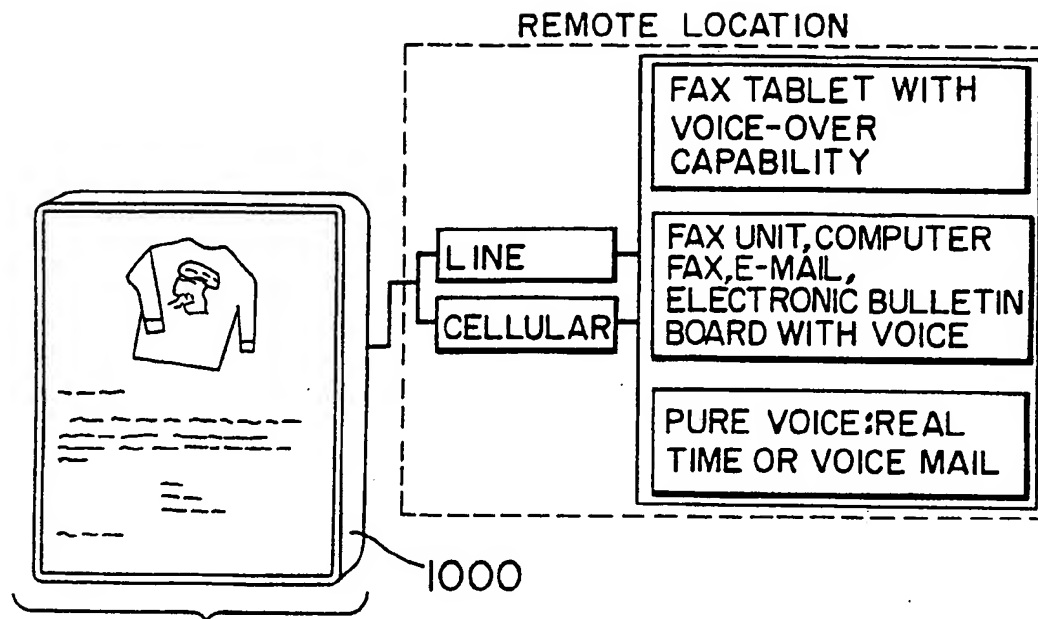 REMOTE LOCATION
FAX TABLET WITH
VOICE-OVER
CAPABILITY
LINE
CELLULAR
FAX UNIT,COMPUTER
FAX,E-MAIL,
ELECTRONIC BULLETIN
BOARD WITH VOICE
PURE VOICE:REAL
TIME OR VOICE MAIL
1000